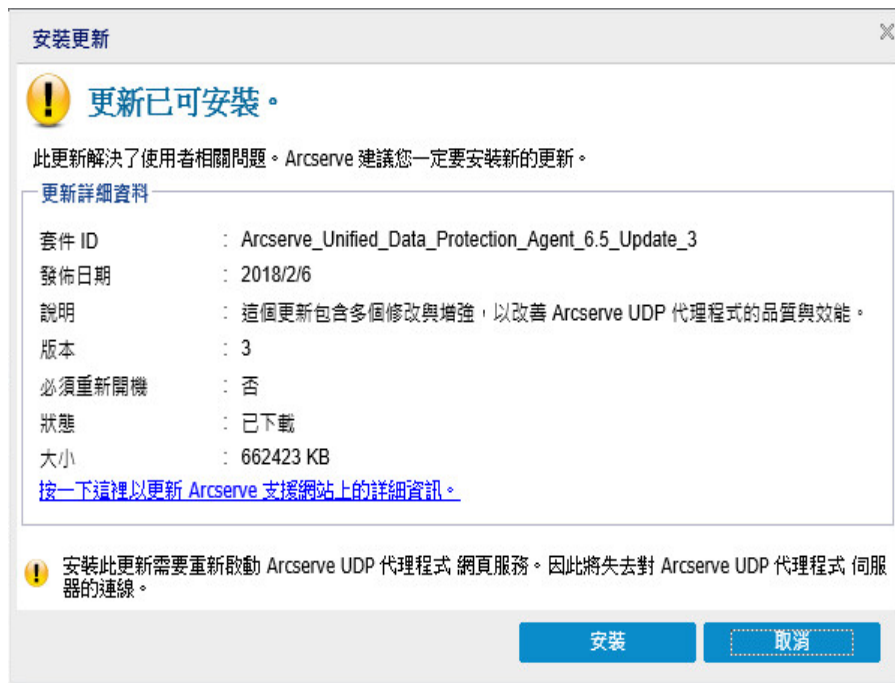 安裝更新
更新已可安裝。
此更新解決了使用者相關問題。Arcserve 建議您一定要安裝新的更新。
更新詳細資料
套件 ID : Arcserve_Unified_Data_Protection_Agent_6.5_Update_3
發佈日期 : 2018/2/6
說明 : 這個更新包含多個修改與增強，以改善 Arcserve UDP 代理程式的品質與效能。
版本 : 3
必須重新開機 : 否
狀態 : 已下載
大小 : 662423 KB
按一下這裡以更新 Arcserve 支援網站上的詳細資訊。
安裝此更新需要重新啟動 Arcserve UDP 代理程式 網頁服務。因此將失去對 Arcserve UDP 代理程式 伺服
器的連線。
安裝 取消